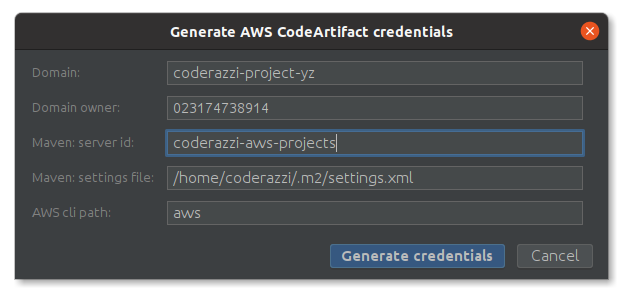 Generate AWS CodeArtifact credentials
Domain: coderazzi-project-yz
Domain owner: 023174738914
Maven: server id: coderazzi-aws-projects
Maven: settings file: /home/coderazzi/.m2/settings.xml
AWS cli path: aws
Generate credentials Cancel